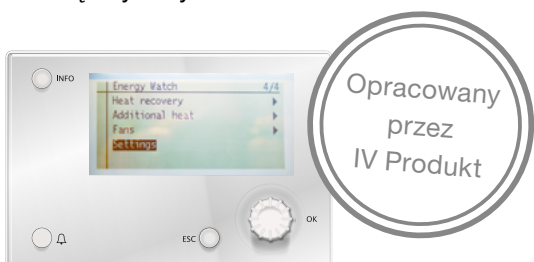 INFO
Energy Watch 4/4
Heat recovery
Additional heat
Fans
Settings
ESC
OK
Opracowany
przez
IV Produkt